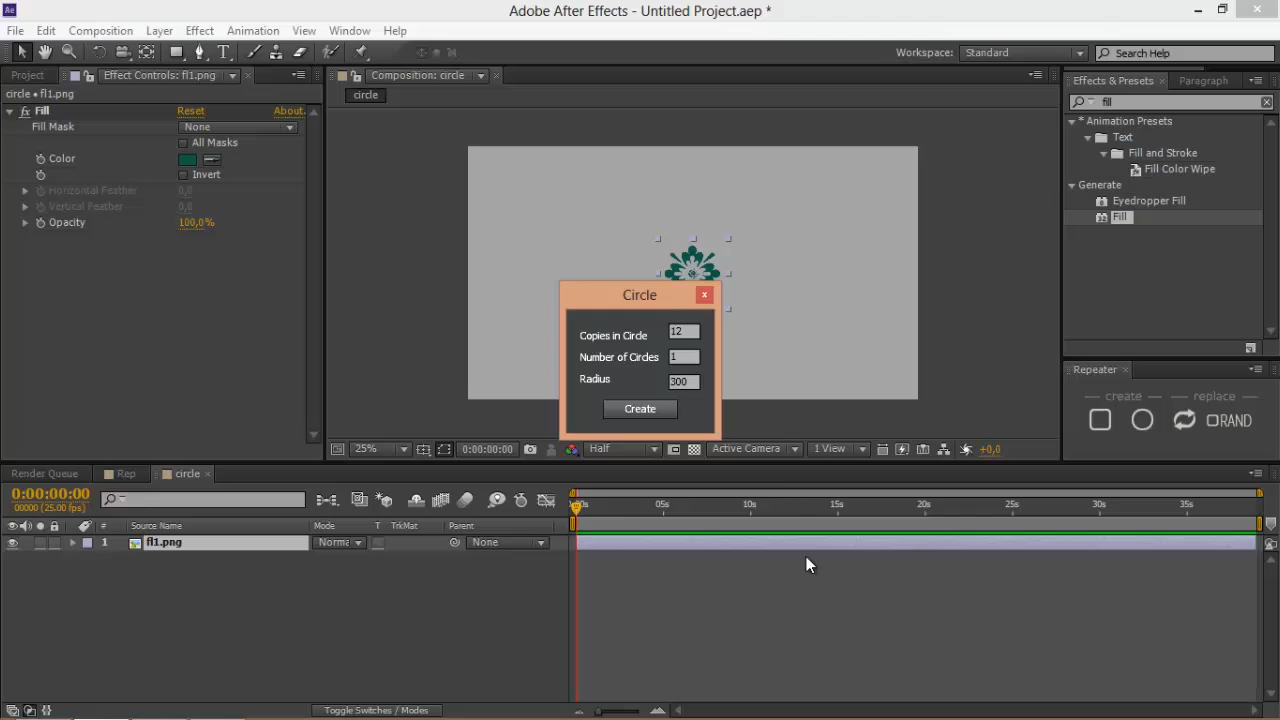 Adobe After Effects - Untitled Project.aep *
File Edit Composition Layer Effect Animation View Window Help
Workspace: Standard Search Help
Project Effect Controls: fl1.png
Composition: circle
Effects & Presets Paragraph
circle • fl1.png
circle
fill
Fill Reset About.
Fill Mask None
All Masks
Color
Invert
Horizontal Feather 0,0
Vertical Feather 0,0
Opacity 100,0%
* Animation Presets
Text
Fill and Stroke
Fill Color Wipe
Generate
Eyedropper Fill
Fill
Circle
Copies in Circle 12
Number of Circles 1
Radius 300
Create
Repeater
create replace
RAND
25% 0:00:00:00 Half Active Camera 1 View +0,0
Render Queue Rep circle
0:00:00:00
00000 (25.00 fps)
00s 05s 10s 15s 20s 25s 30s 35s
# Source Name Mode T TrkMat Parent
1 fl1.png Norma None
Toggle Switches / Modes